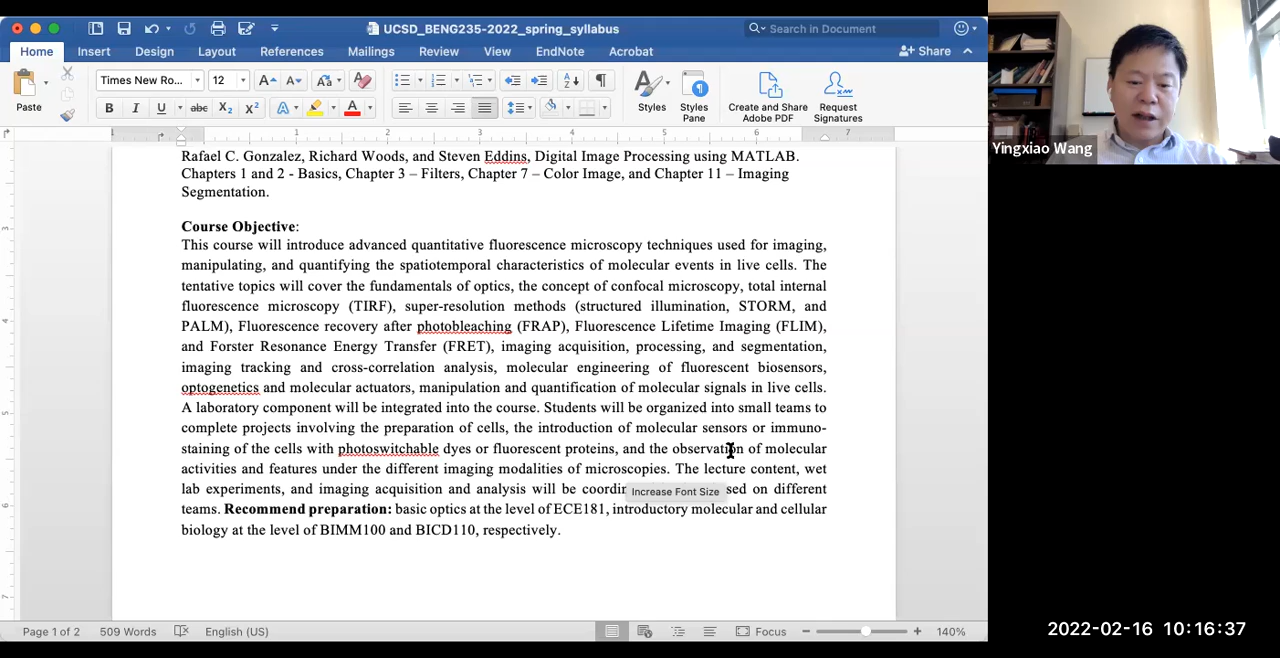 UCSD_BENG235-2022_spring_syllabus
Search in Document
Home Insert Design Layout References Mailings Review View EndNote Acrobat
Share
Paste
Times New Ro...
12
Styles
Styles Pane
Create and Share Adobe PDF
Request Signatures
1 1 2 3 4 5 6 7
Rafael C. Gonzalez, Richard Woods, and Steven Eddins, Digital Image Processing using MATLAB.
Chapters 1 and 2 - Basics, Chapter 3 – Filters, Chapter 7 – Color Image, and Chapter 11 – Imaging
Segmentation.
Course Objective:
This course will introduce advanced quantitative fluorescence microscopy techniques used for imaging,
manipulating, and quantifying the spatiotemporal characteristics of molecular events in live cells. The
tentative topics will cover the fundamentals of optics, the concept of confocal microscopy, total internal
fluorescence microscopy (TIRF), super-resolution methods (structured illumination, STORM, and
PALM), Fluorescence recovery after photobleaching (FRAP), Fluorescence Lifetime Imaging (FLIM),
and Forster Resonance Energy Transfer (FRET), imaging acquisition, processing, and segmentation,
imaging tracking and cross-correlation analysis, molecular engineering of fluorescent biosensors,
optogenetics and molecular actuators, manipulation and quantification of molecular signals in live cells.
A laboratory component will be integrated into the course. Students will be organized into small teams to
complete projects involving the preparation of cells, the introduction of molecular sensors or immuno-
staining of the cells with photoswitchable dyes or fluorescent proteins, and the observation of molecular
activities and features under the different imaging modalities of microscopies. The lecture content, wet
lab experiments, and imaging acquisition and analysis will be coordin sed on different
Increase Font Size
teams. Recommend preparation: basic optics at the level of ECE181, introductory molecular and cellular
biology at the level of BIMM100 and BICD110, respectively.
Page 1 of 2 509 Words English (US) Focus 140%
Yingxiao Wang
2022-02-16 10:16:37